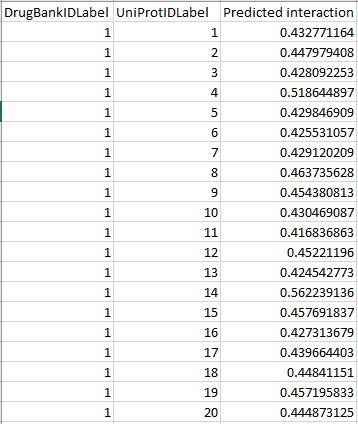 DrugBankIDLabel UniProtIDLabel Predicted interaction
1 1 0.432771164
1 2 0.447979408
1 3 0.428092253
1 4 0.518644897
1 5 0.429846909
1 6 0.425531057
1 7 0.429120209
1 8 0.463735628
1 9 0.454380813
1 10 0.430469087
1 11 0.416836863
1 12 0.45221196
1 13 0.424542773
1 14 0.562239136
1 15 0.457691837
1 16 0.427313679
1 17 0.439664403
1 18 0.44841151
1 19 0.457195833
1 20 0.444873125